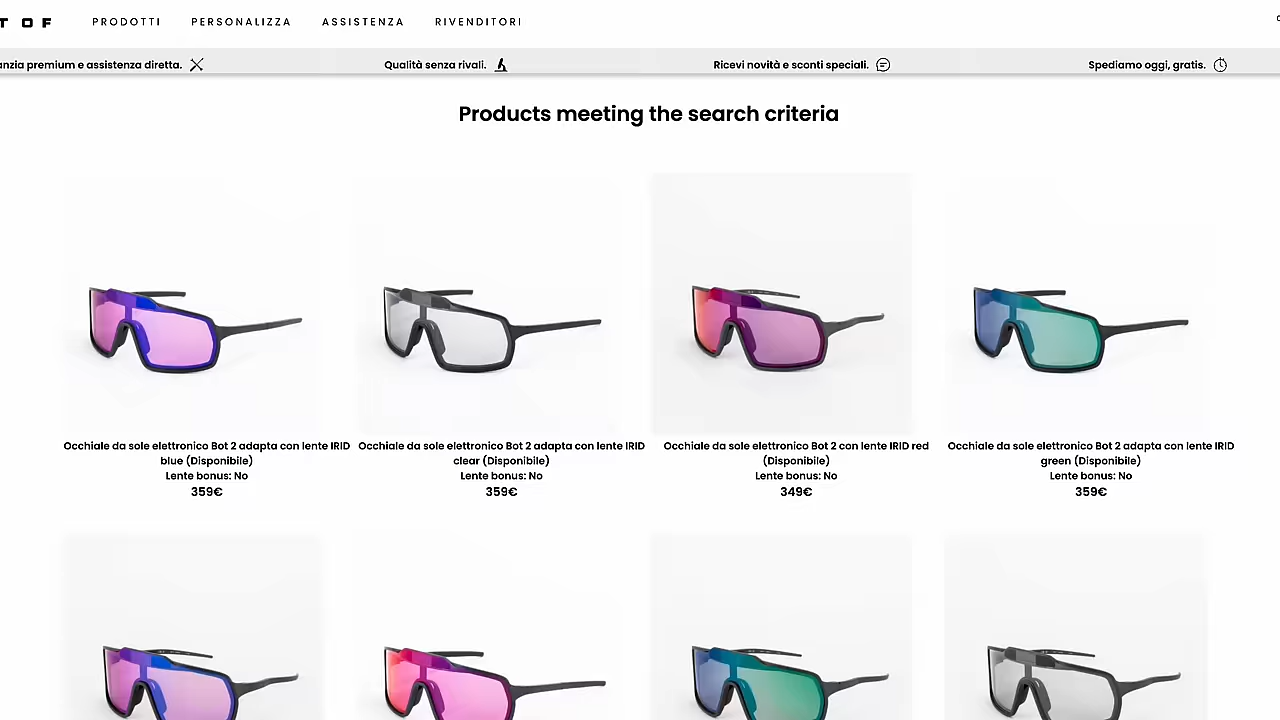 T OF
PRODOTTI
PERSONALIZZA
ASSISTENZA
RIVENDITORI
premium e assistenza diretta.
Qualità senza rivali.
Ricevi novità e sconti speciali.
Spediamo oggi, gratis.
Products meeting the search criteria
Occhiale da sole elettronico Bot 2 adapta con lente IRID
blue (Disponibile)
Lente bonus: No
359€
Occhiale da sole elettronico Bot 2 adapta con lente IRID
clear (Disponibile)
Lente bonus: No
359€
Occhiale da sole elettronico Bot 2 con lente IRID red
(Disponibile)
Lente bonus: No
349€
Occhiale da sole elettronico Bot 2 adapta con lente IRID
green (Disponibile)
Lente bonus: No
359€